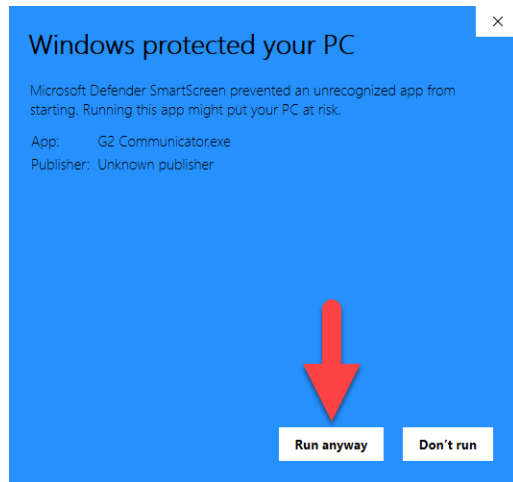 Windows protected your PC
Microsoft Defender SmartScreen prevented an unrecognized app from
starting. Running this app might put your PC at risk.
App: G2 Communicator.exe
Publisher: Unknown publisher
Run anyway Don't run